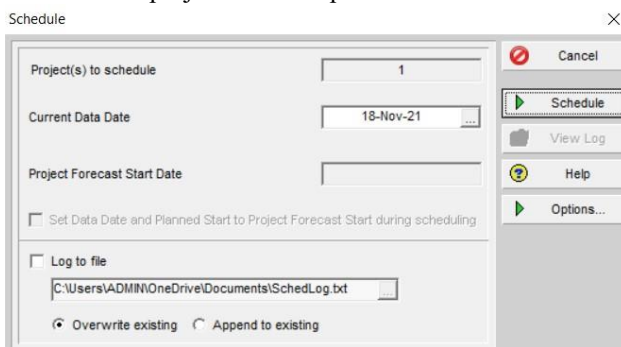 Schedule
Project(s) to schedule 1
Current Data Date 18-Nov-21 ...
Project Forecast Start Date
Set Data Date and Planned Start to Project Forecast Start during scheduling
Log to file
C:\Users\ADMIN\OneDrive\Documents\SchedLog.txt ...
Overwrite existing Append to existing
Cancel
Schedule
View Log
Help
Options...